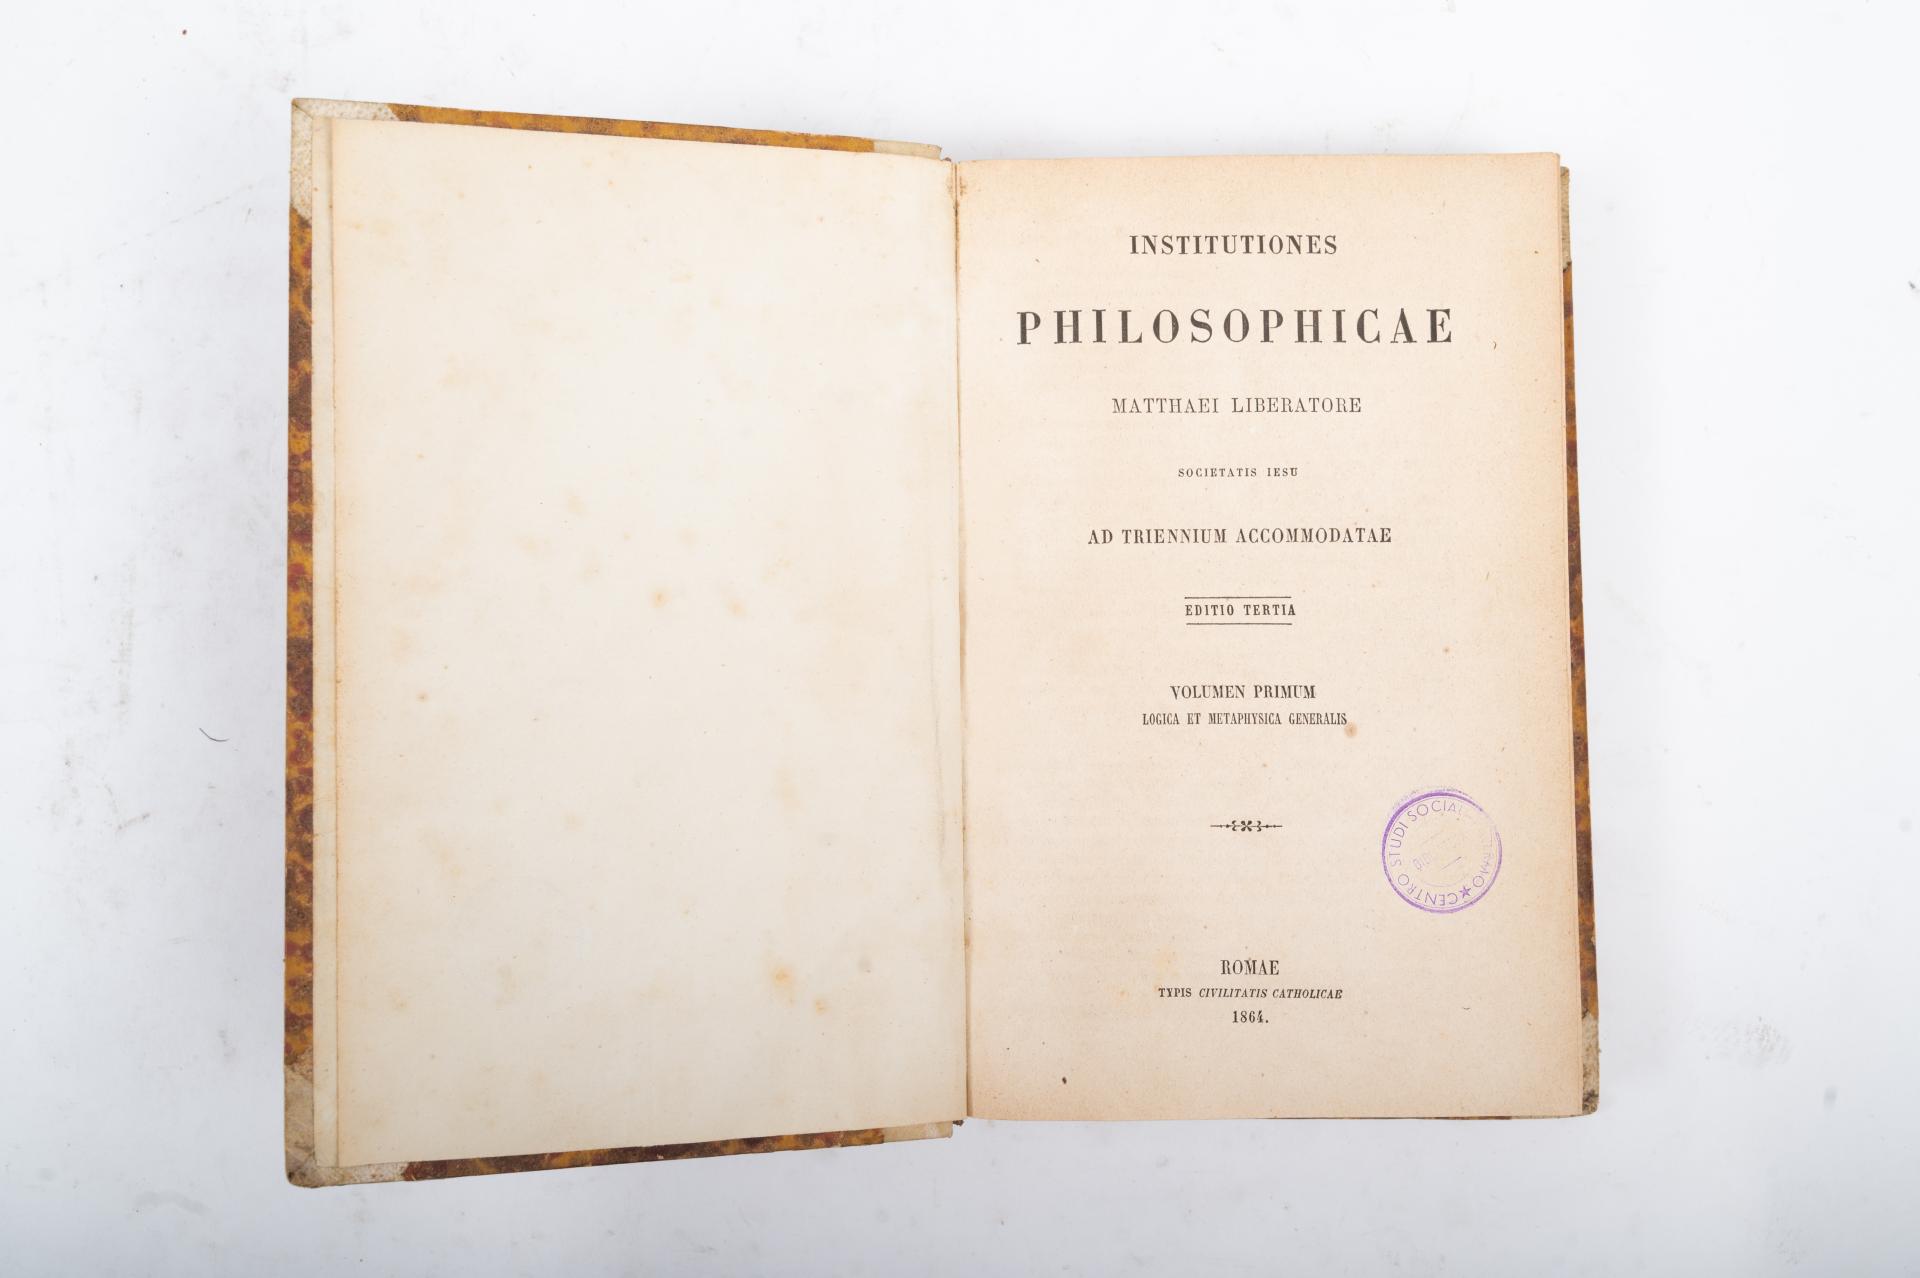 INSTITUTIONES
PHILOSOPHICAE
MATTHAEI LIBERATORE
SOCIETATIS IESU
AD TRIENNIUM ACCOMMODATAE
EDITIO TERTIA
VOLUMEN PRIMUM
LOGICA ET METAPHYSICA GENERALIS
CENTRO STUDI
ROMAE
TYPIS CIVILITATIS CATHOLICAE
1864.